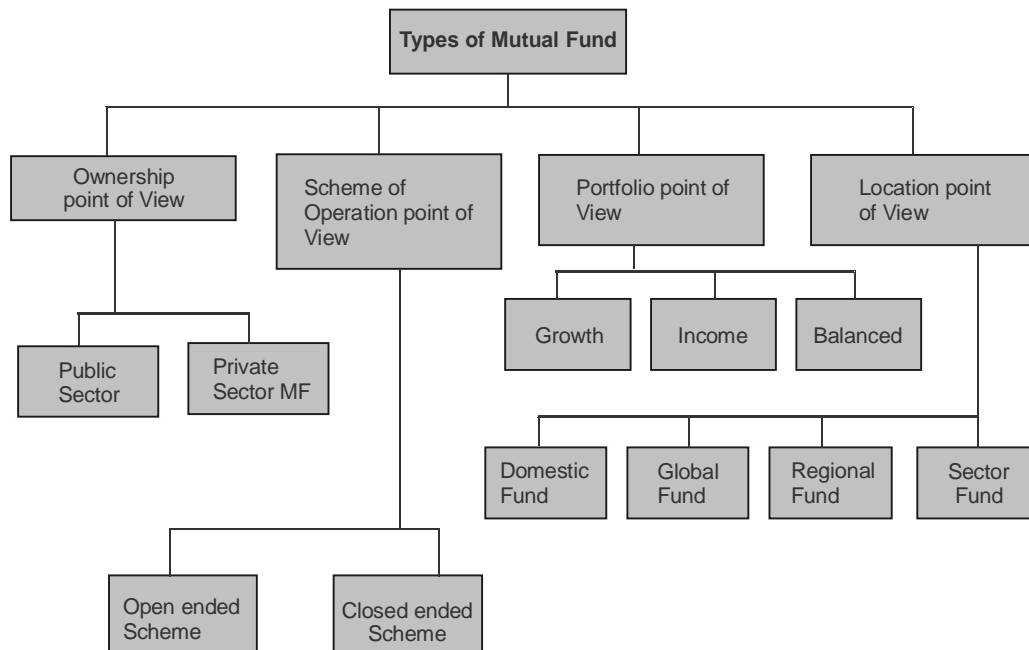 Types of Mutual Fund
Ownership
point of View
Scheme of
Operation point of
View
Portfolio point of
View
Location point
of View
Growth
Income
Balanced
Public
Sector
Private
Sector MF
Domestic
Fund
Global
Fund
Regional
Fund
Sector
Fund
Open ended
Scheme
Closed ended
Scheme